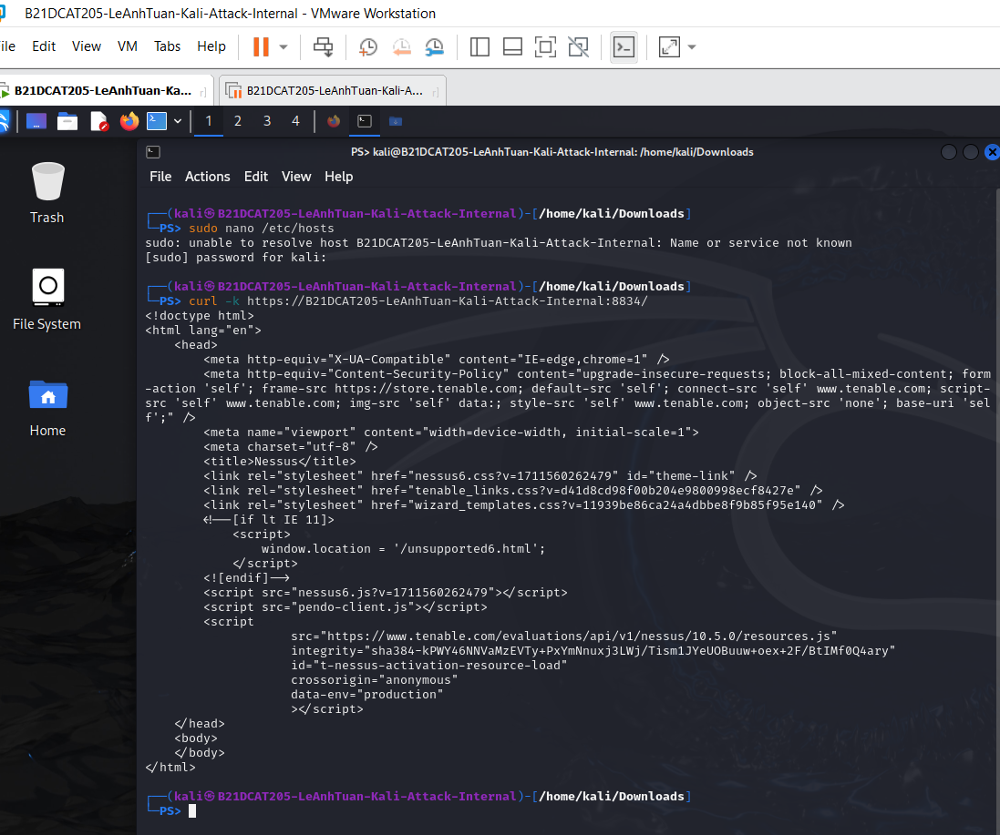 B21DCAT205-LeAnhTuan-Kali-Attack-Internal - VMware Workstation
ile Edit View VM Tabs Help
B21DCAT205-LeAnhTuan-Ka...
B21DCAT205-LeAnhTuan-Kali-A...
1 2 3 4
PS> kali@B21DCAT205-LeAnhTuan-Kali-Attack-Internal: /home/kali/Downloads
File Actions Edit View Help
Trash
File System
Home
┌──(kali㉿B21DCAT205-LeAnhTuan-Kali-Attack-Internal)-[/home/kali/Downloads]
└─PS> sudo nano /etc/hosts
sudo: unable to resolve host B21DCAT205-LeAnhTuan-Kali-Attack-Internal: Name or service not known
[sudo] password for kali:
┌──(kali㉿B21DCAT205-LeAnhTuan-Kali-Attack-Internal)-[/home/kali/Downloads]
└─PS> curl -k https://B21DCAT205-LeAnhTuan-Kali-Attack-Internal:8834/
<!doctype html>
<html lang="en">
<head>
<meta http-equiv="X-UA-Compatible" content="IE=edge,chrome=1" />
<meta http-equiv="Content-Security-Policy" content="upgrade-insecure-requests; block-all-mixed-content; form
-action 'self'; frame-src https://store.tenable.com; default-src 'self'; connect-src 'self' www.tenable.com; script-
src 'self' www.tenable.com; img-src 'self' data:; style-src 'self' www.tenable.com; object-src 'none'; base-uri 'sel
f';" />
<meta name="viewport" content="width=device-width, initial-scale=1">
<meta charset="utf-8" />
<title>Nessus</title>
<link rel="stylesheet" href="nessus6.css?v=1711560262479" id="theme-link" />
<link rel="stylesheet" href="tenable_links.css?v=d41d8cd98f00b204e9800998ecf8427e" />
<link rel="stylesheet" href="wizard_templates.css?v=11939be86ca24a4dbbe8f9b85f95e140" />
<!--[if lt IE 11]>
<script>
window.location = '/unsupported6.html';
</script>
<![endif]-->
<script src="nessus6.js?v=1711560262479"></script>
<script src="pendo-client.js"></script>
<script
src="https://www.tenable.com/evaluations/api/v1/nessus/10.5.0/resources.js"
integrity="sha384-kPWY46NNVaMzEVTy+PxYmNnuxj3LWj/Tism1JYeUOBuuw+oex+2F/BtIMf0Q4ary"
id="t-nessus-activation-resource-load"
crossorigin="anonymous"
data-env="production"
></script>
</head>
<body>
</body>
</html>
┌──(kali㉿B21DCAT205-LeAnhTuan-Kali-Attack-Internal)-[/home/kali/Downloads]
└─PS>